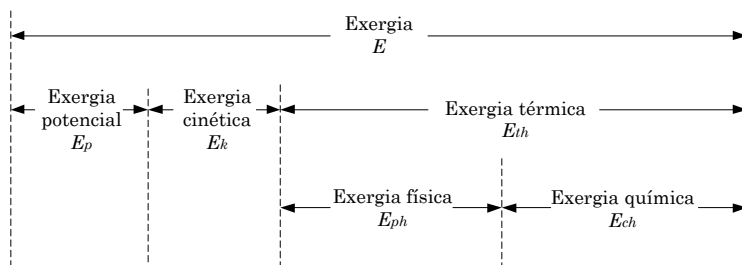 Exergia
E
Exergia
potencial
Ep
Exergia
cinética
Ek
Exergia térmica
Eth
Exergia física
Eph
Exergia química
Ech